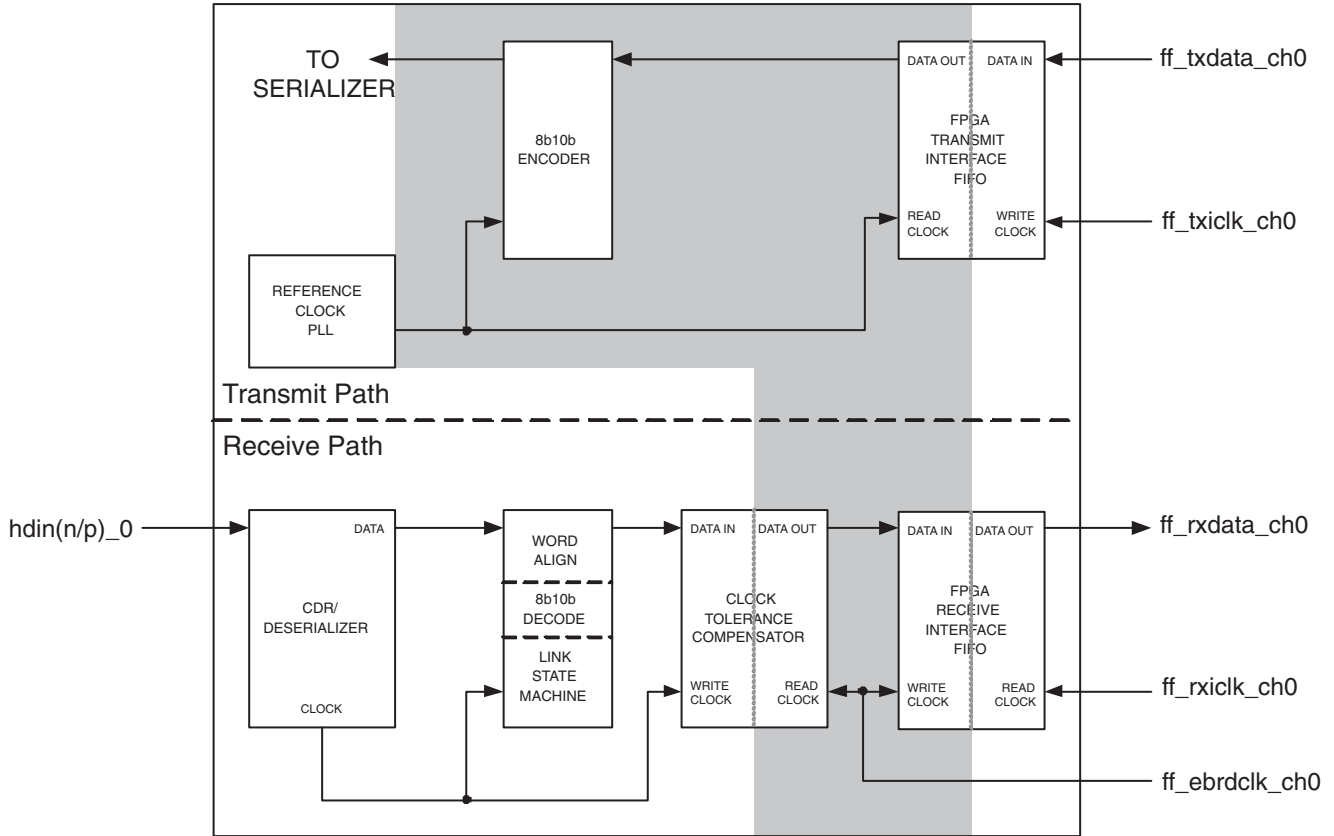 TO
SERIALIZER
8b10b
ENCODER
DATA OUT
DATA IN
FPGA
TRANSMIT
INTERFACE
FIFO
READ
CLOCK
WRITE
CLOCK
ff_txdata_ch0
ff_txiclk_ch0
REFERENCE
CLOCK
PLL
Transmit Path
Receive Path
hdin(n/p)_0
DATA
CDR/
DESERIALIZER
CLOCK
WORD
ALIGN
8b10b
DECODE
LINK
STATE
MACHINE
DATA IN
DATA OUT
CLOCK
TOLERANCE
COMPENSATOR
WRITE
CLOCK
READ
CLOCK
DATA IN
DATA OUT
FPGA
RECEIVE
INTERFACE
FIFO
WRITE
CLOCK
READ
CLOCK
ff_rxdata_ch0
ff_rxiclk_ch0
ff_ebrdclk_ch0